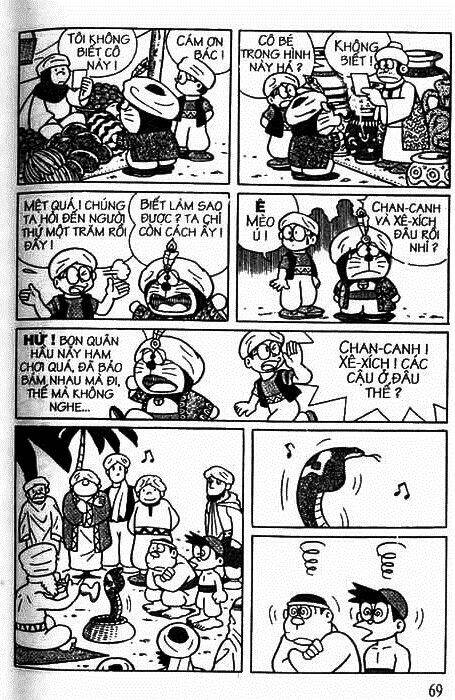 TÔI KHÔNG
BIẾT CÔ
NÀY !
CÁM ƠN
BÁC !
CÔ BÉ
TRONG HÌNH
NÀY HẢ ?
KHÔNG
BIẾT !
MỆT QUÁ ! CHÚNG
TA HỎI ĐẾN NGƯỜI
THỨ MỘT TRĂM RỒI
ĐẤY !
BIẾT LÀM SAO
ĐƯỢC ? TA CHỈ
CÒN CÁCH ẤY !
Ê
MÈO
Ú !
CHAN-CANH
VÀ XÊ-XÍCH
ĐÂU RỒI
NHỈ ?
HỪ ! BỌN QUÂN
HẦU NẦY HAM
CHƠI QUÁ, ĐÃ BẢO
BÁM NHAU MÀ ĐI,
THẾ MÀ KHÔNG
NGHE...
CHAN-CANH !
XÊ-XÍCH ! CÁC
CẬU Ở ĐÂU
THẾ ?
69